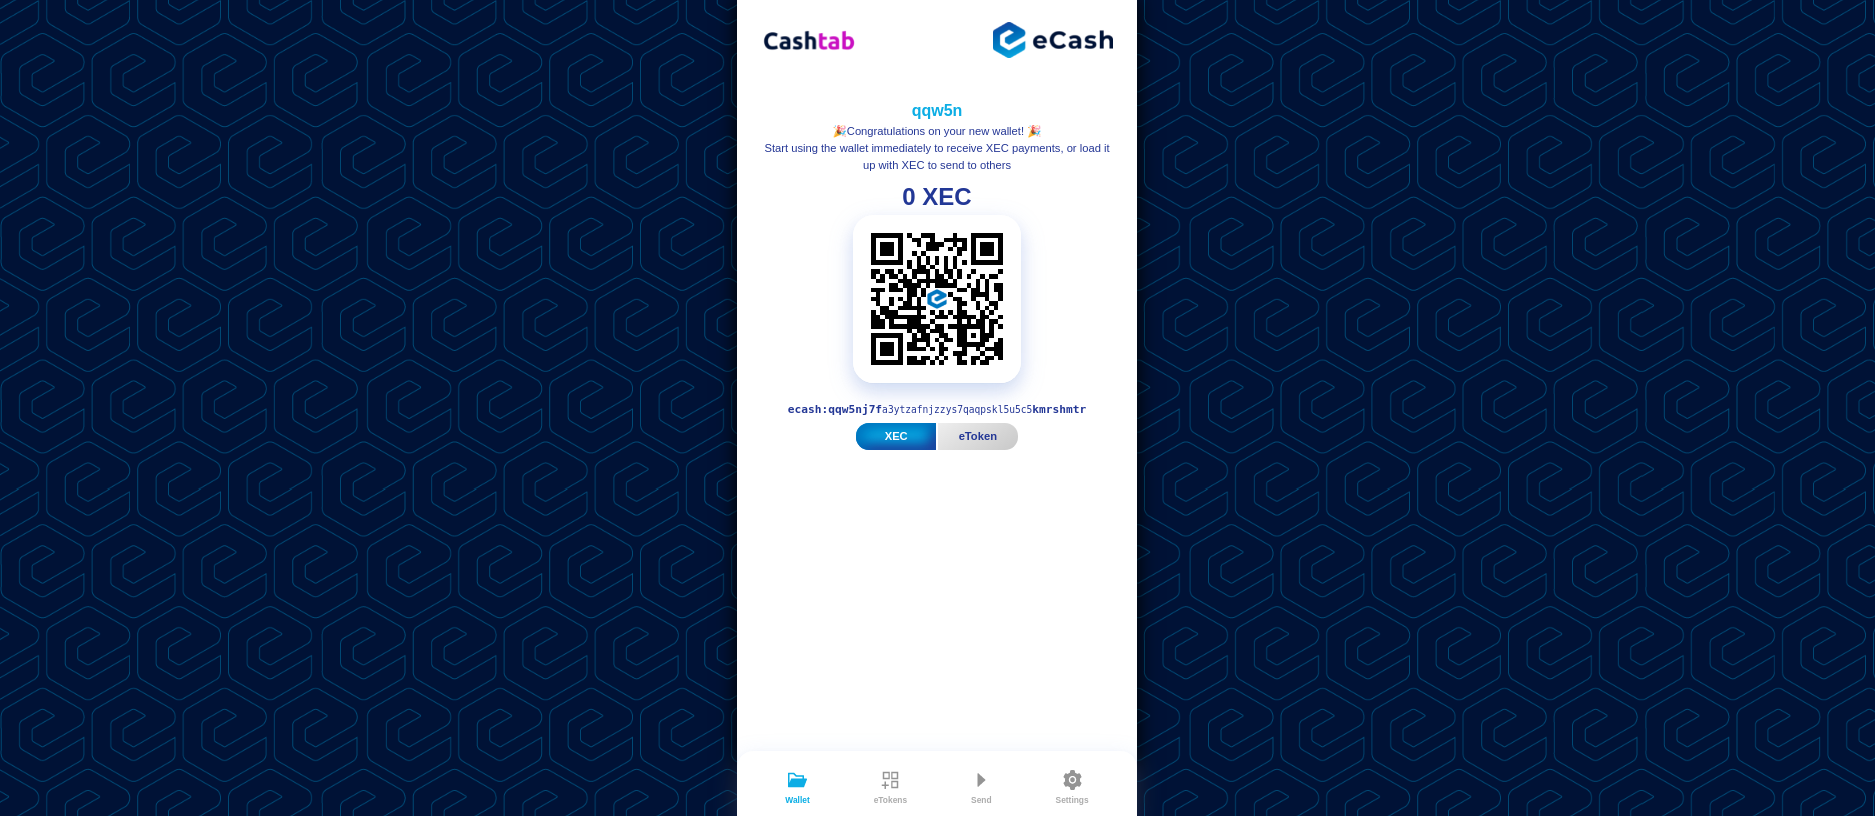 Cashtab
eCash
qqw5n
🎉Congratulations on your new wallet! 🎉
Start using the wallet immediately to receive XEC payments, or load it
up with XEC to send to others
0 XEC
ecash:qqw5nj7fa3ytzafnjzzys7qaqpskl5u5c5kmrshmtr
XEC
eToken
Wallet
eTokens
Send
Settings